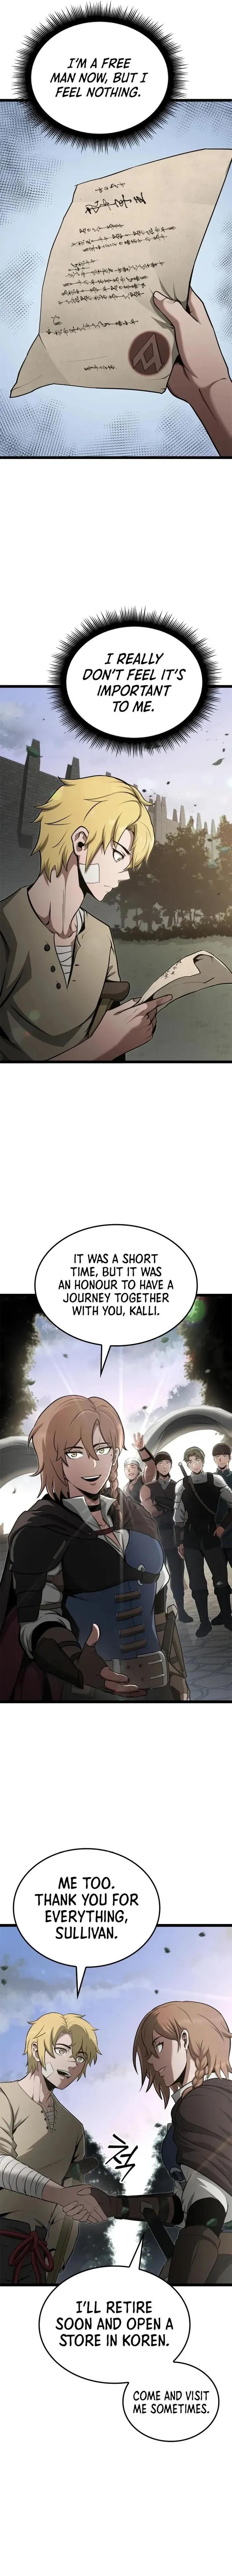 I'M A FREE
MAN NOW, BUT I
FEEL NOTHING.
I REALLY
DON'T FEEL IT'S
IMPORTANT
TO ME.
IT WAS A SHORT
TIME, BUT IT WAS
AN HONOUR TO HAVE A
JOURNEY TOGETHER
WITH YOU, KALLI.
ME TOO.
THANK YOU FOR
EVERYTHING,
SULLIVAN.
척
I'LL RETIRE
SOON AND OPEN A
STORE IN KOREN.
COME AND VISIT
ME SOMETIMES.